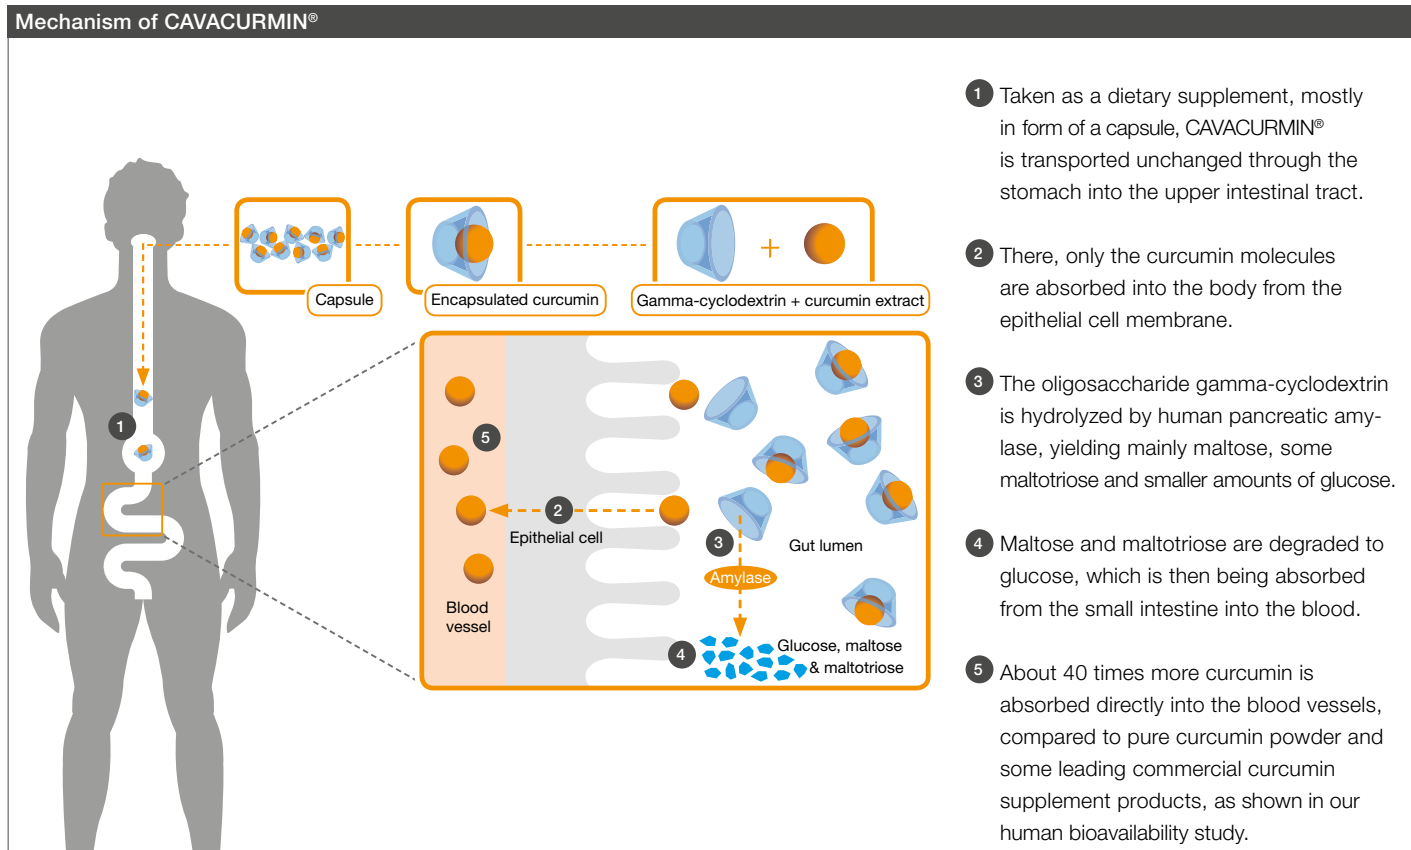 Mechanism of CAVACURMIN®
Capsule
Encapsulated curcumin
Gamma-cyclodextrin + curcumin extract
+
1
5
2
Epithelial cell
3
Gut lumen
Amylase
Blood
vessel
4
Glucose, maltose
& maltotriose
1 Taken as a dietary supplement, mostly
in form of a capsule, CAVACURMIN®
is transported unchanged through the
stomach into the upper intestinal tract.
2 There, only the curcumin molecules
are absorbed into the body from the
epithelial cell membrane.
3 The oligosaccharide gamma-cyclodextrin
is hydrolyzed by human pancreatic amy-
lase, yielding mainly maltose, some
maltotriose and smaller amounts of glucose.
4 Maltose and maltotriose are degraded to
glucose, which is then being absorbed
from the small intestine into the blood.
5 About 40 times more curcumin is
absorbed directly into the blood vessels,
compared to pure curcumin powder and
some leading commercial curcumin
supplement products, as shown in our
human bioavailability study.